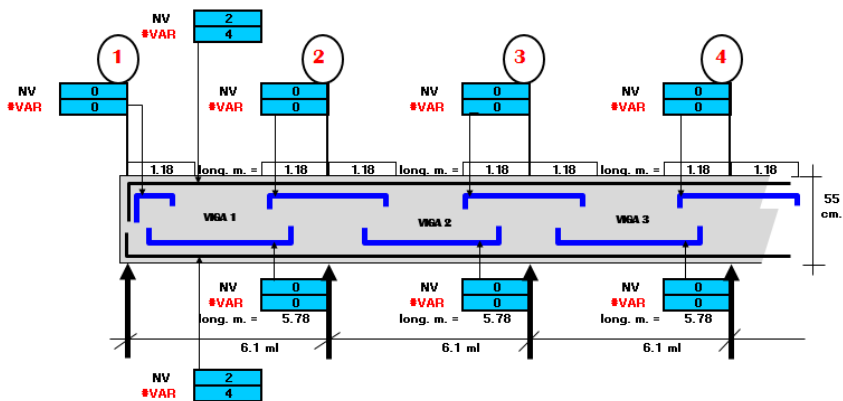 NV 2
#VAR 4
1 2 3 4
NV 0 NV 0 NV 0 NV 0
#VAR 0 #VAR 0 #VAR 0 #VAR 0
1.18 long. m. = 1.18 1.18 long. m. = 1.18 1.18 long. m. = 1.18 1.18
VIGA 1 VIGA 2 VIGA 3
55
cm.
NV 0 NV 0 NV 0
#VAR 0 #VAR 0 #VAR 0
long. m. = 5.78 long. m. = 5.78 long. m. = 5.78
6.1 ml 6.1 ml 6.1 ml
NV 2
#VAR 4